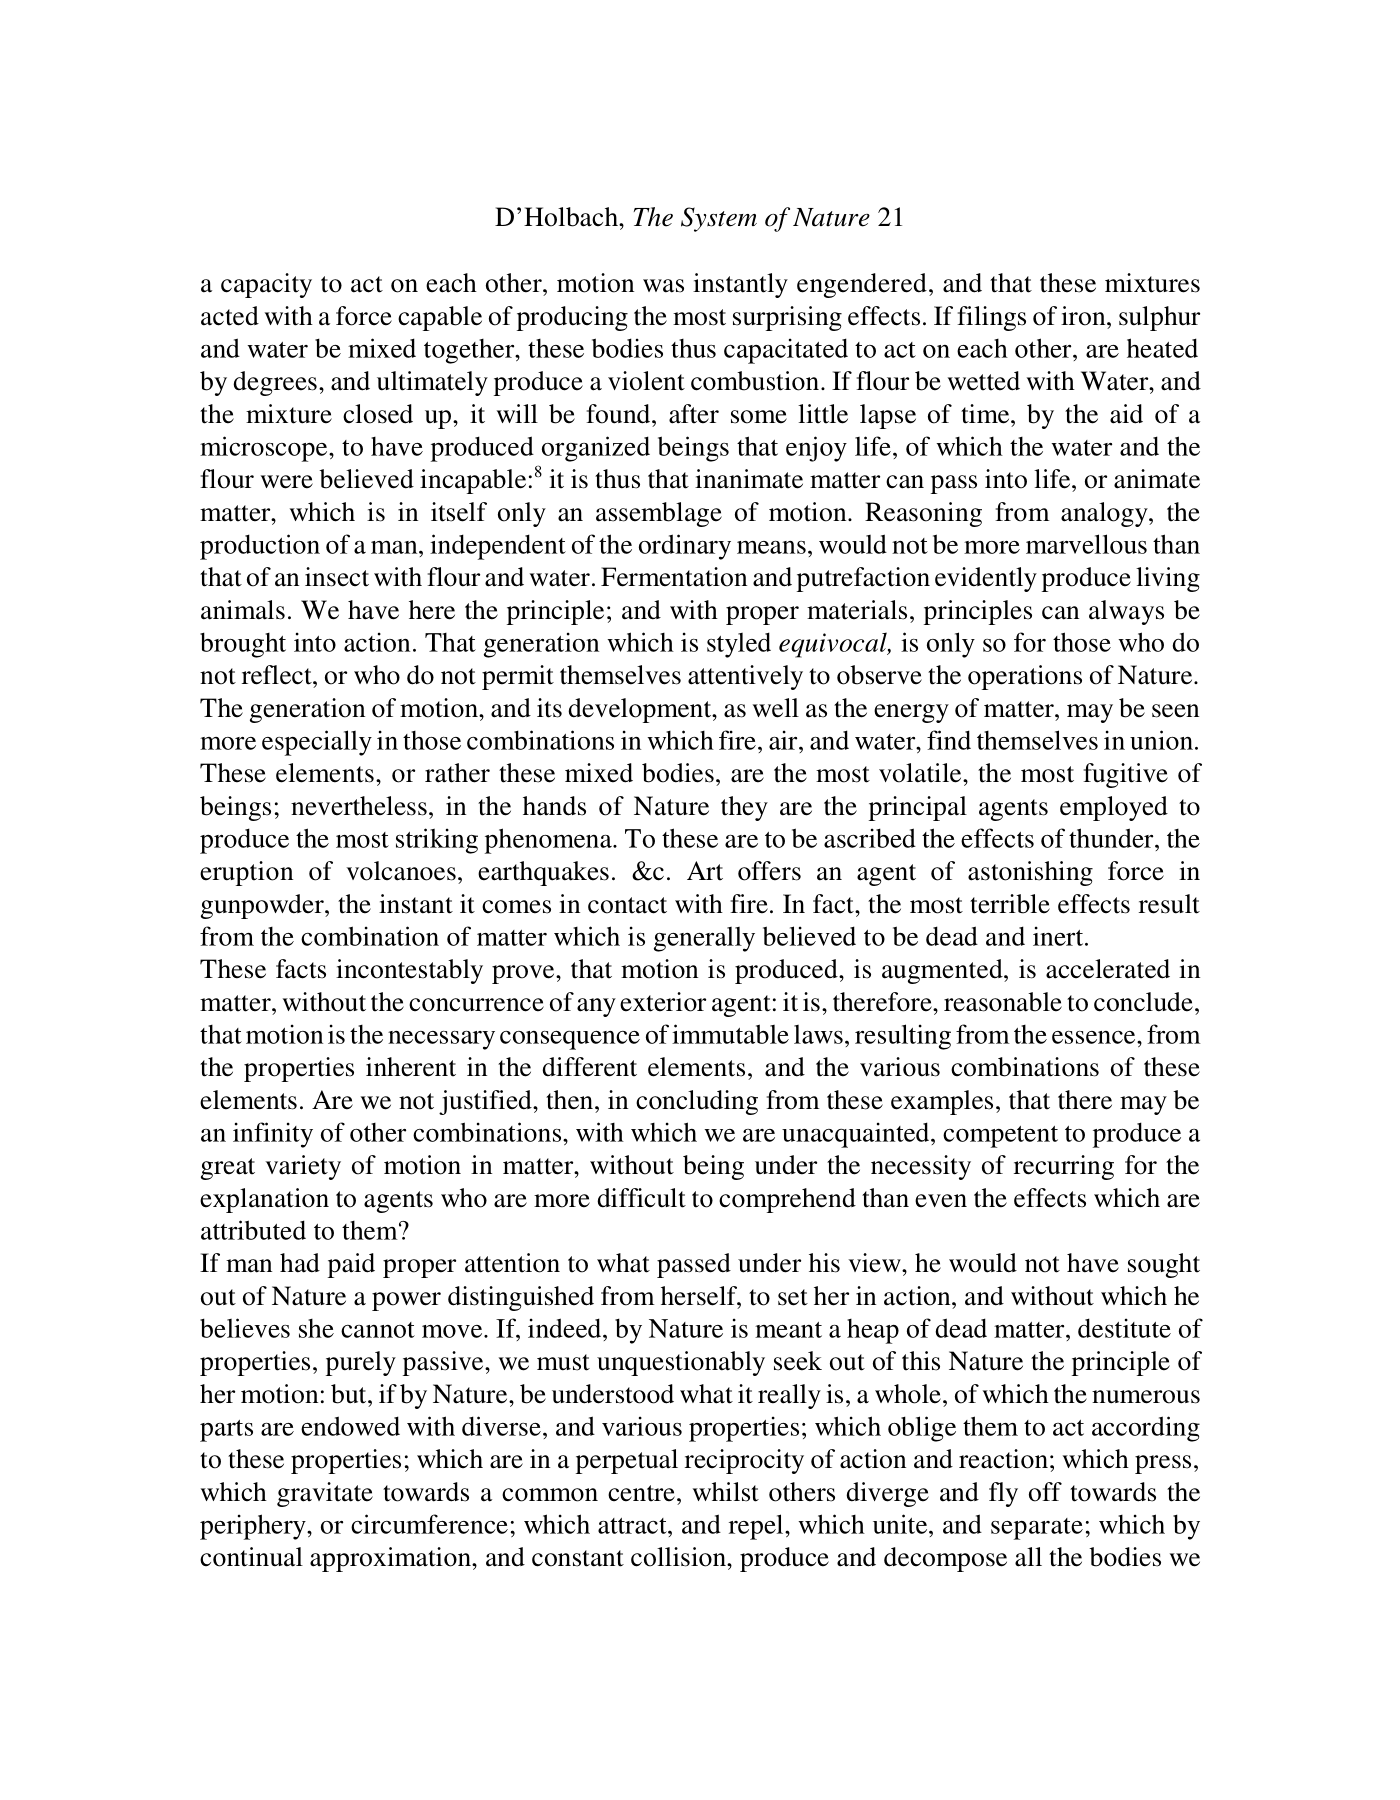 D’Holbach, The System of Nature 21
a capacity to act on each other, motion was instantly engendered, and that these mixtures
acted with a force capable of producing the most surprising effects. If filings of iron, sulphur
and water be mixed together, these bodies thus capacitated to act on each other, are heated
by degrees, and ultimately produce a violent combustion. If flour be wetted with Water, and
the mixture closed up, it will be found, after some little lapse of time, by the aid of a
microscope, to have produced organized beings that enjoy life, of which the water and the
flour were believed incapable:8 it is thus that inanimate matter can pass into life, or animate
matter, which is in itself only an assemblage of motion. Reasoning from analogy, the
production of a man, independent of the ordinary means, would not be more marvellous than
that of an insect with flour and water. Fermentation and putrefaction evidently produce living
animals. We have here the principle; and with proper materials, principles can always be
brought into action. That generation which is styled equivocal, is only so for those who do
not reflect, or who do not permit themselves attentively to observe the operations of Nature.
The generation of motion, and its development, as well as the energy of matter, may be seen
more especially in those combinations in which fire, air, and water, find themselves in union.
These elements, or rather these mixed bodies, are the most volatile, the most fugitive of
beings; nevertheless, in the hands of Nature they are the principal agents employed to
produce the most striking phenomena. To these are to be ascribed the effects of thunder, the
eruption of volcanoes, earthquakes. &c. Art offers an agent of astonishing force in
gunpowder, the instant it comes in contact with fire. In fact, the most terrible effects result
from the combination of matter which is generally believed to be dead and inert.
These facts incontestably prove, that motion is produced, is augmented, is accelerated in
matter, without the concurrence of any exterior agent: it is, therefore, reasonable to conclude,
that motion is the necessary consequence of immutable laws, resulting from the essence, from
the properties inherent in the different elements, and the various combinations of these
elements. Are we not justified, then, in concluding from these examples, that there may be
an infinity of other combinations, with which we are unacquainted, competent to produce a
great variety of motion in matter, without being under the necessity of recurring for the
explanation to agents who are more difficult to comprehend than even the effects which are
attributed to them?
If man had paid proper attention to what passed under his view, he would not have sought
out of Nature a power distinguished from herself, to set her in action, and without which he
believes she cannot move. If, indeed, by Nature is meant a heap of dead matter, destitute of
properties, purely passive, we must unquestionably seek out of this Nature the principle of
her motion: but, if by Nature, be understood what it really is, a whole, of which the numerous
parts are endowed with diverse, and various properties; which oblige them to act according
to these properties; which are in a perpetual reciprocity of action and reaction; which press,
which gravitate towards a common centre, whilst others diverge and fly off towards the
periphery, or circumference; which attract, and repel, which unite, and separate; which by
continual approximation, and constant collision, produce and decompose all the bodies we